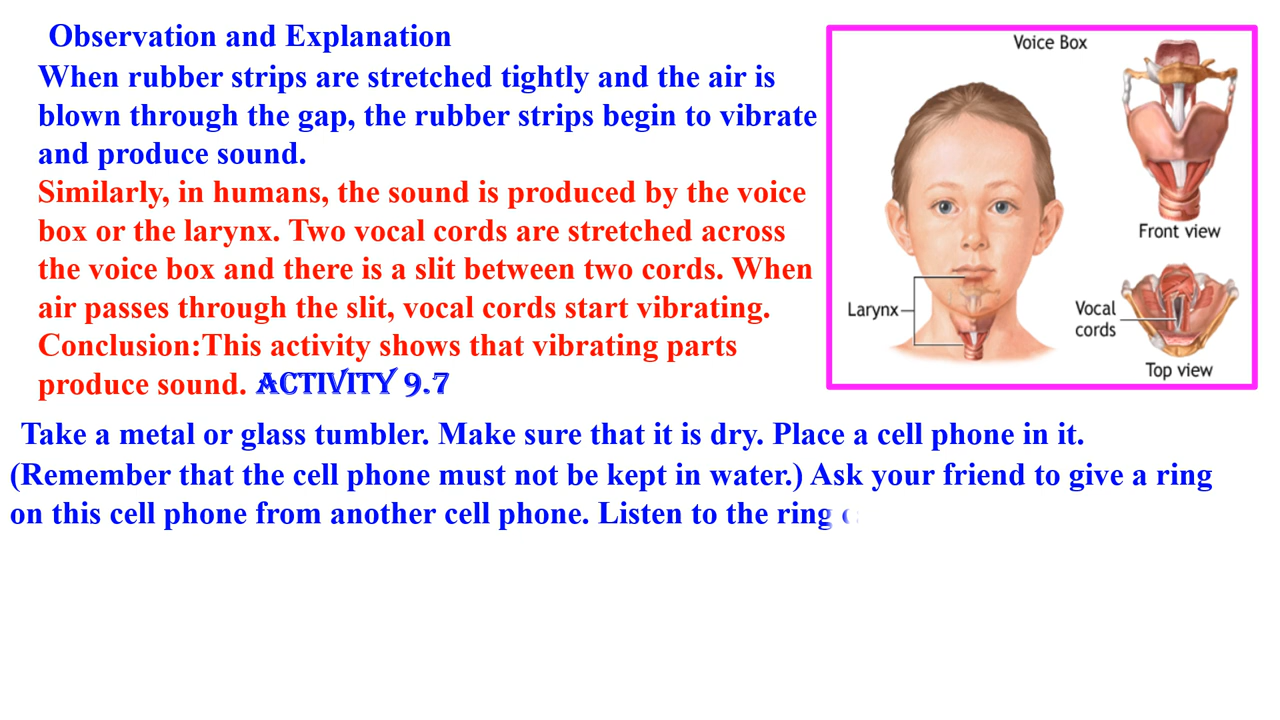 Observation and Explanation
When rubber strips are stretched tightly and the air is
blown through the gap, the rubber strips begin to vibrate
and produce sound.
Similarly, in humans, the sound is produced by the voice
box or the larynx. Two vocal cords are stretched across
the voice box and there is a slit between two cords. When
air passes through the slit, vocal cords start vibrating.
Conclusion:This activity shows that vibrating parts
produce sound. ACTIVITY 9.7
Take a metal or glass tumbler. Make sure that it is dry. Place a cell phone in it.
(Remember that the cell phone must not be kept in water.) Ask your friend to give a ring
on this cell phone from another cell phone. Listen to the ring
Voice Box
Front view
Larynx
Vocal
cords
Top view